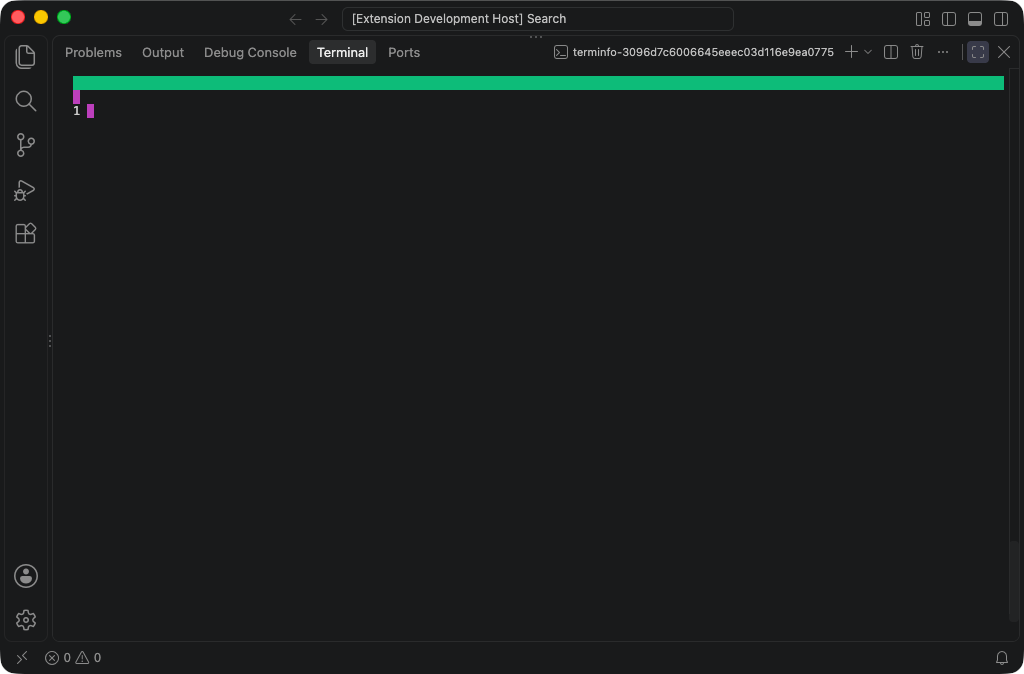 [Extension Development Host] Search
Problems Output Debug Console Terminal Ports terminfo-3096d7c6006645eeec03d116e9ea0775
1
0 0